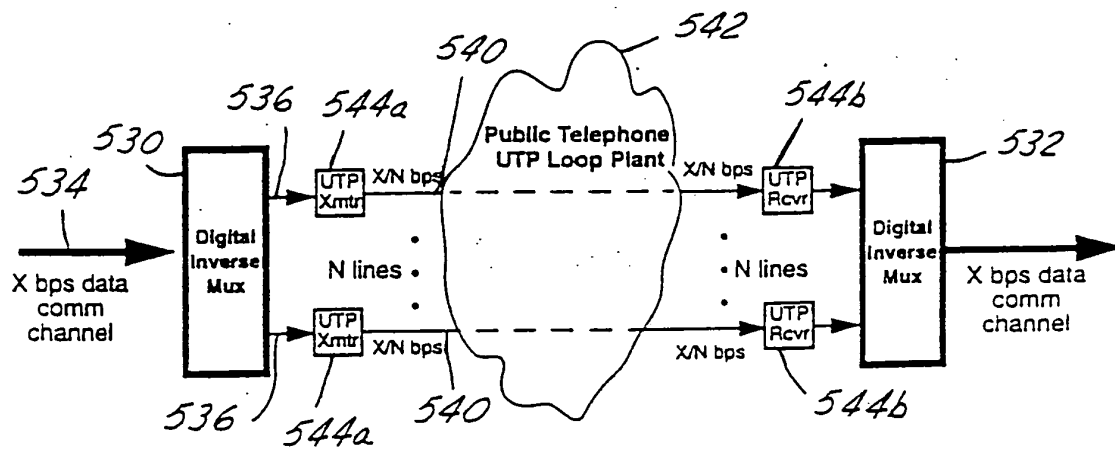 542
540
536
544a
544b
530
532
534
Public Telephone
UTP Loop Plant
UTP
Xmtr
X/N bps
X/N bps
UTP
Rcvr
Digital
Inverse
Mux
X bps data
comm
channel
N lines
N lines
Digital
Inverse
Mux
X bps data
comm
channel
UTP
Xmtr
X/N bps
X/N bps
UTP
Rcvr
536
544a
540
544b